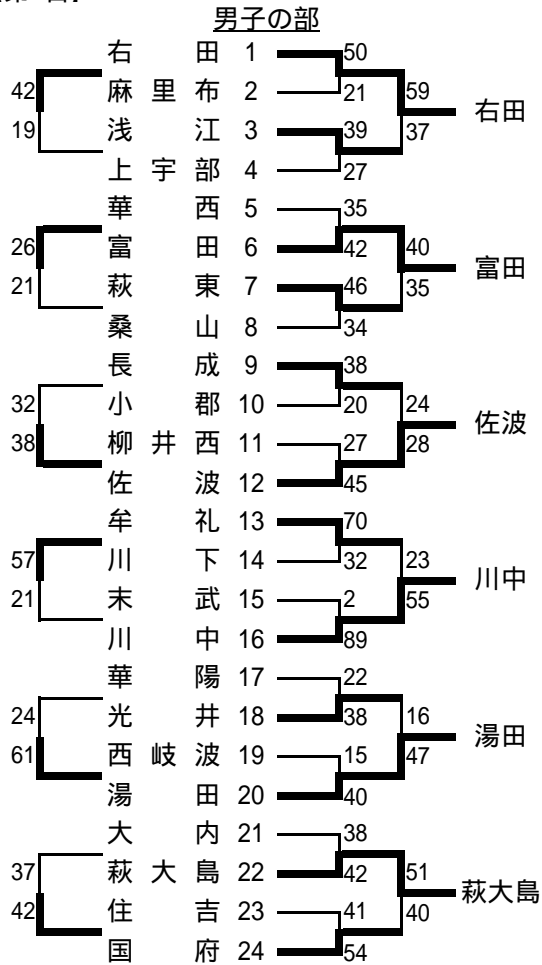 男子の部
右田 1 50
42 麻里布 2 21 59 右田
19 浅江 3 39 37
上宇部 4 27
華西 5 35
26 富田 6 42 40 富田
21 萩東 7 46 35
桑山 8 34
長成 9 38
32 小郡 10 20 24 佐波
38 柳井西 11 27 28
佐波 12 45
牟礼 13 70
57 川下 14 32 23 川中
21 末武 15 2 55
川中 16 89
華陽 17 22
24 光井 18 38 16 湯田
61 西岐波 19 15 47
湯田 20 40
大内 21 38
37 萩大島 22 42 51 萩大島
42 住吉 23 41 40
国府 24 54